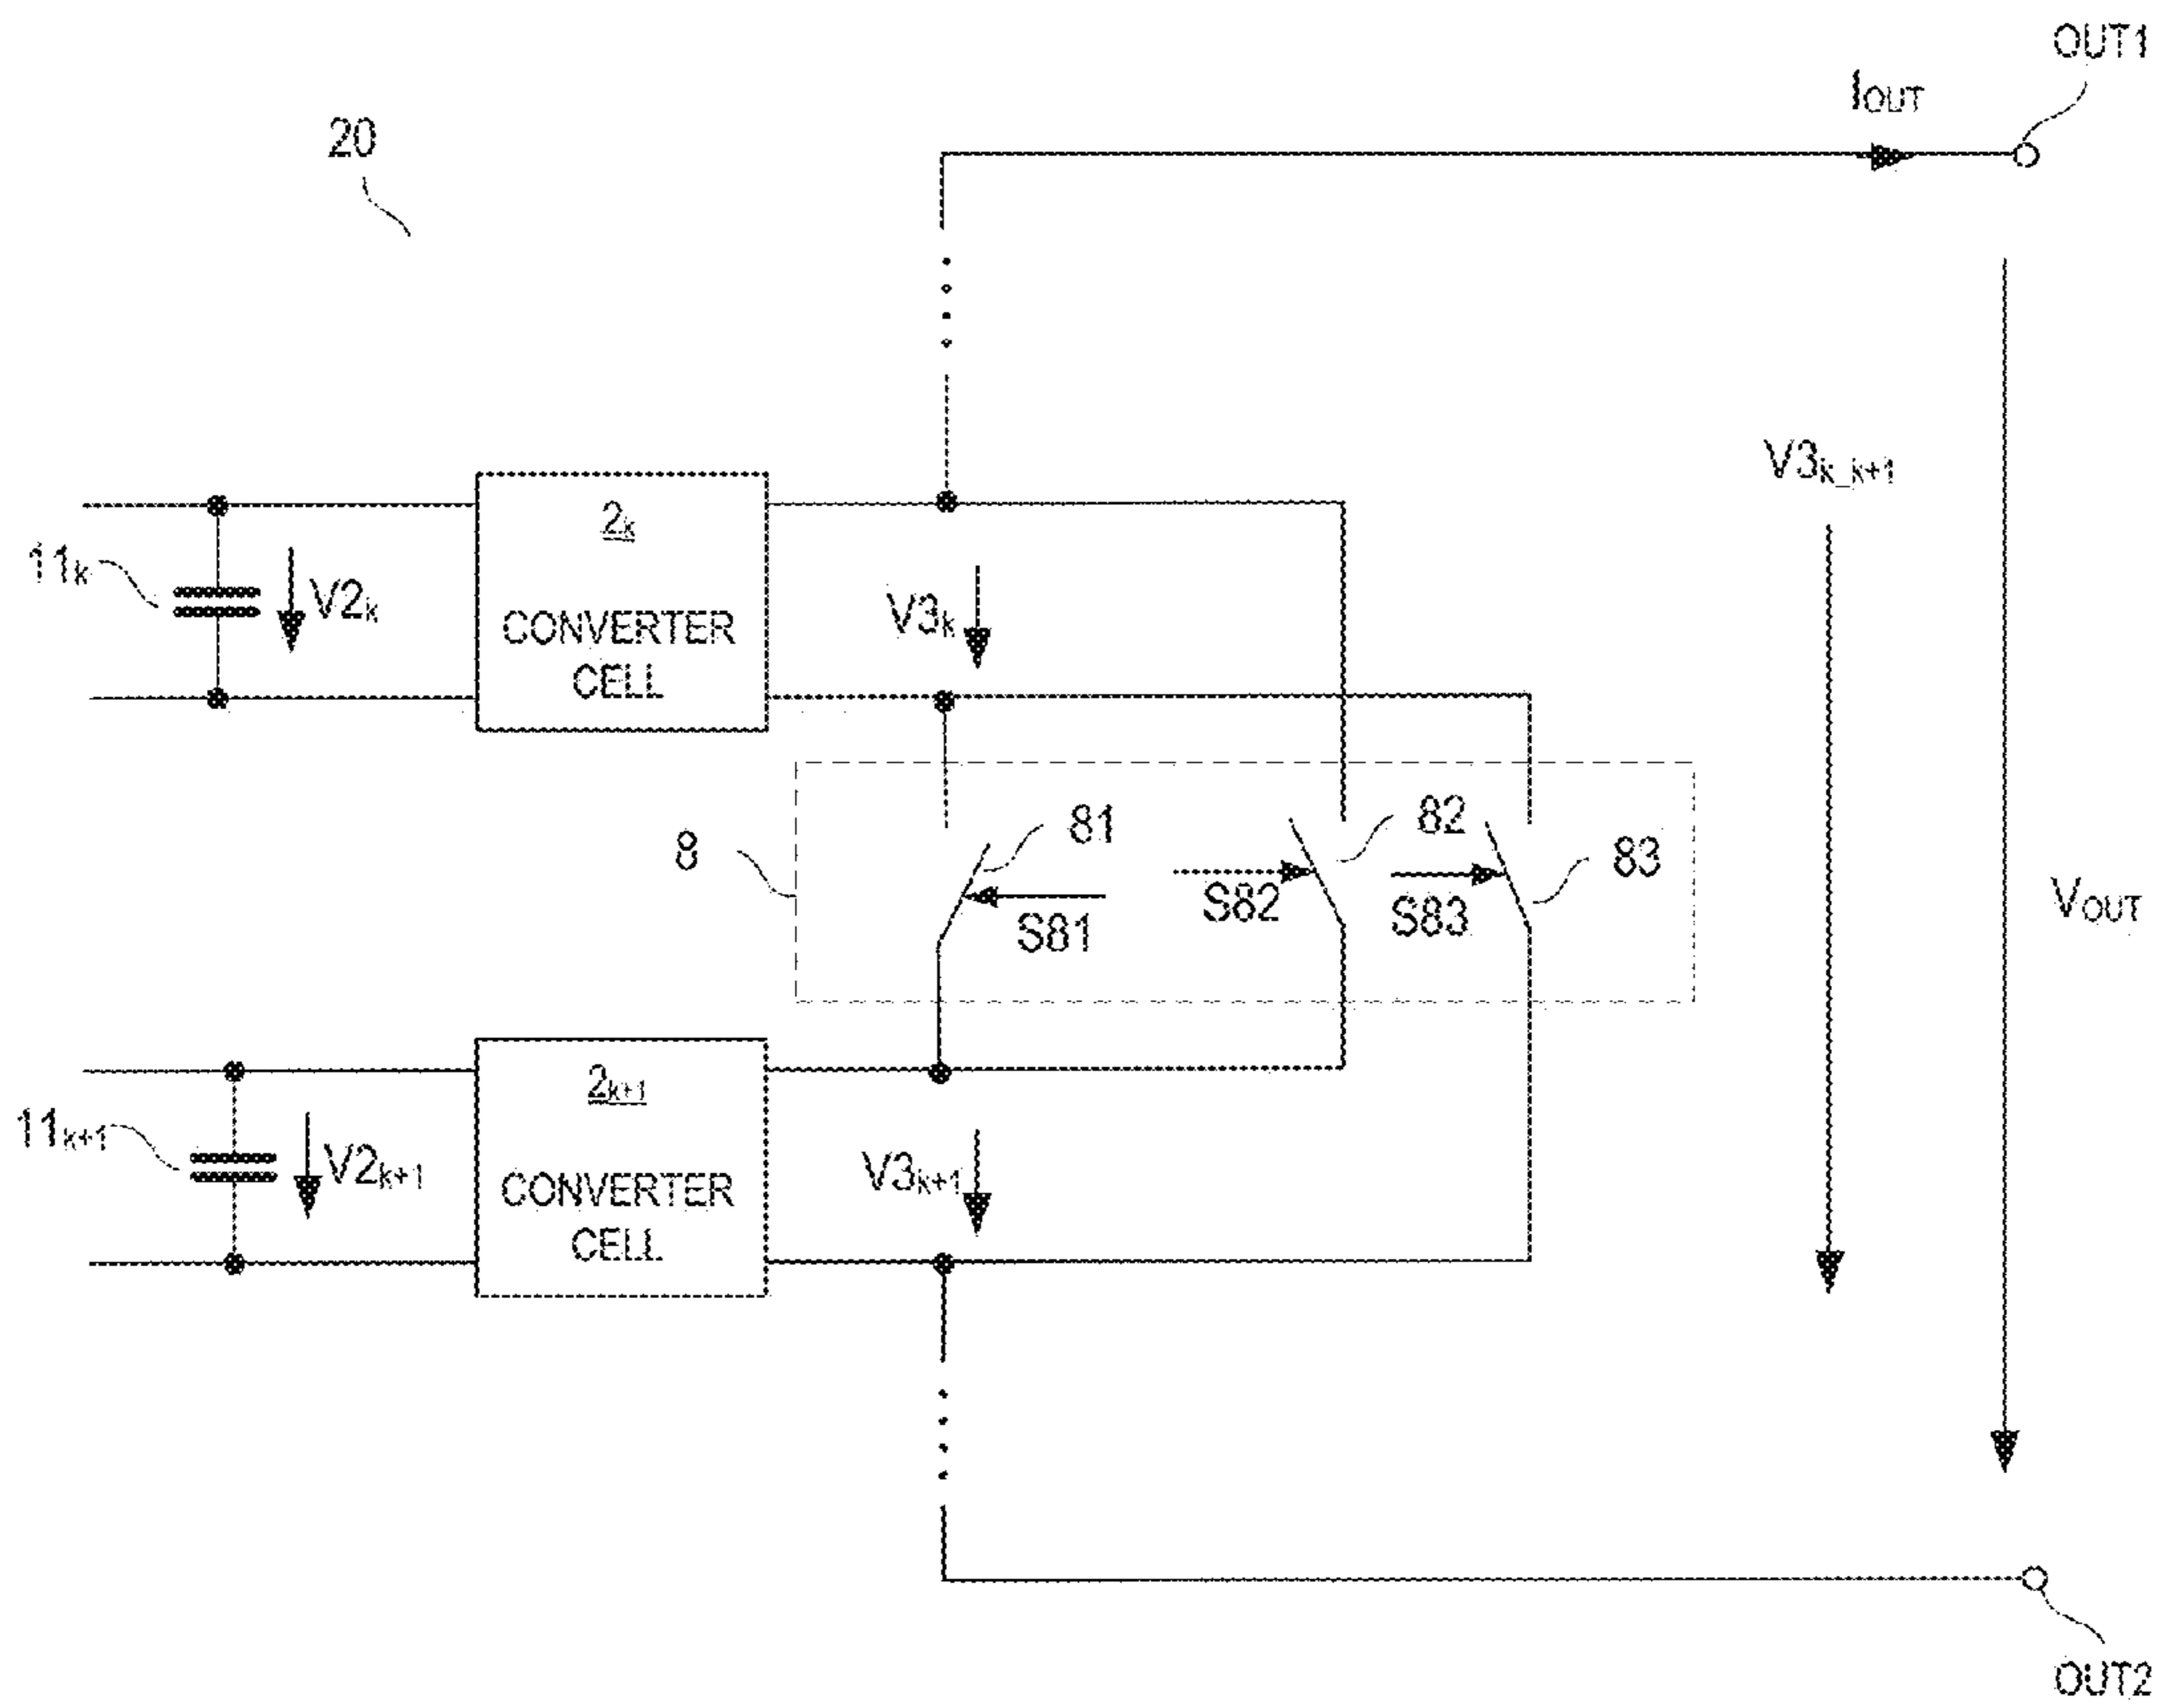 OUT1
IOUT
20
V3k_k+1
2k
11k
V2k
CONVERTER
CELL
V3k
8
81
82
83
S81
S82
S83
VOUT
2k+1
11k+1
V2k+1
CONVERTER
CELL
V3k+1
OUT2